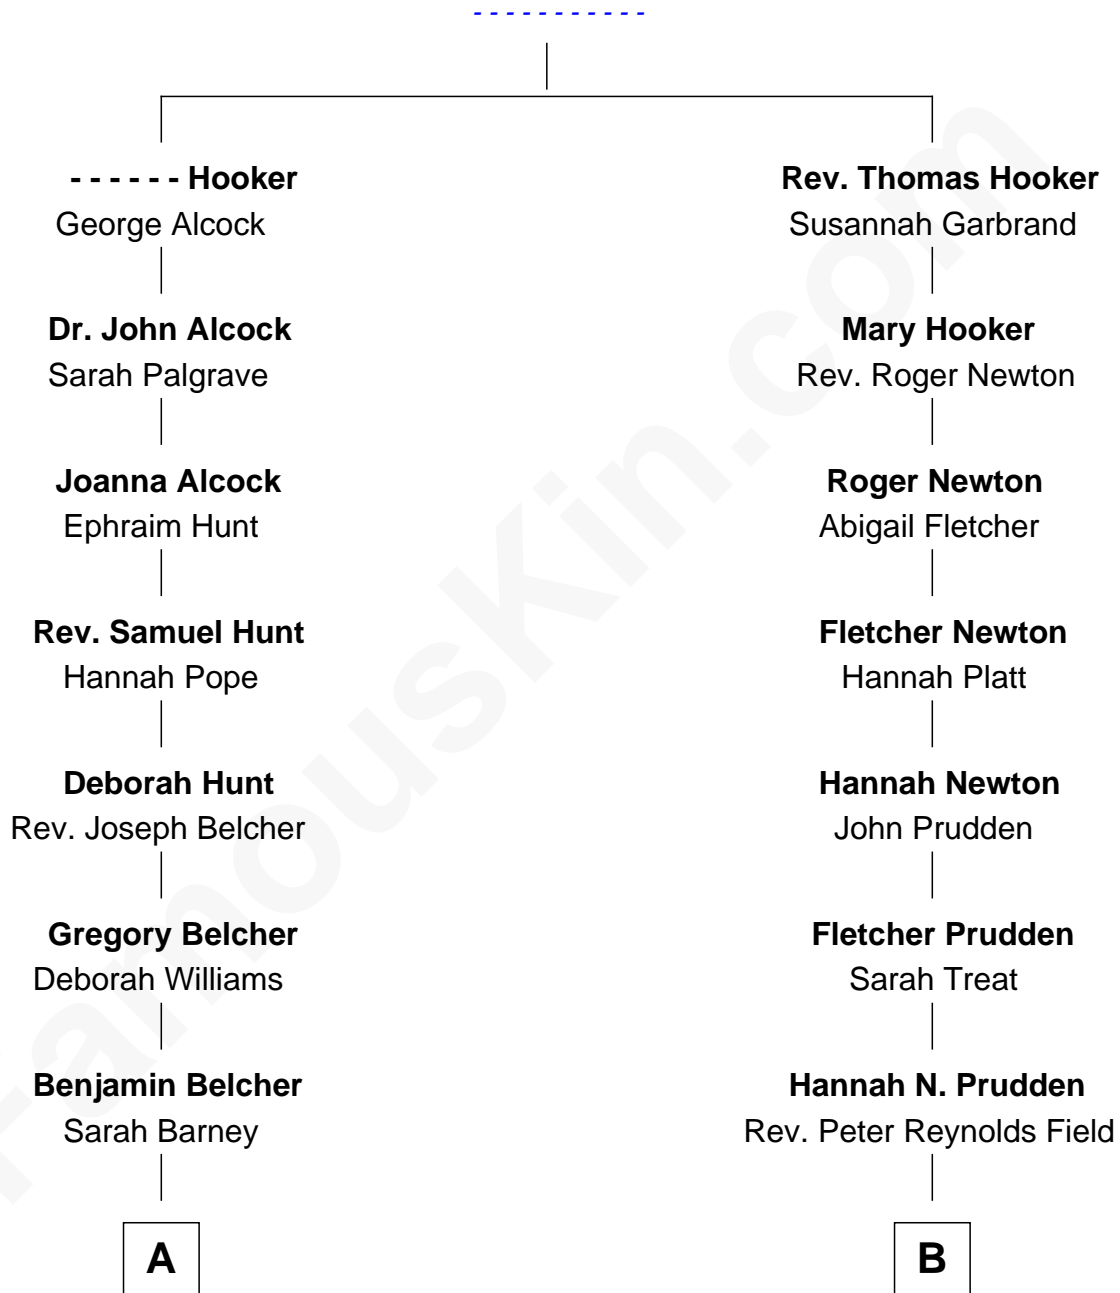 - - - - - - - - - - -
- - - - - - Hooker
George Alcock
Dr. John Alcock
Sarah Palgrave
Joanna Alcock
Ephraim Hunt
Rev. Samuel Hunt
Hannah Pope
Deborah Hunt
Rev. Joseph Belcher
Gregory Belcher
Deborah Williams
Benjamin Belcher
Sarah Barney
A
Rev. Thomas Hooker
Susannah Garbrand
Mary Hooker
Rev. Roger Newton
Roger Newton
Abigail Fletcher
Fletcher Newton
Hannah Platt
Hannah Newton
John Prudden
Fletcher Prudden
Sarah Treat
Hannah N. Prudden
Rev. Peter Reynolds Field
B
FamousKin.com